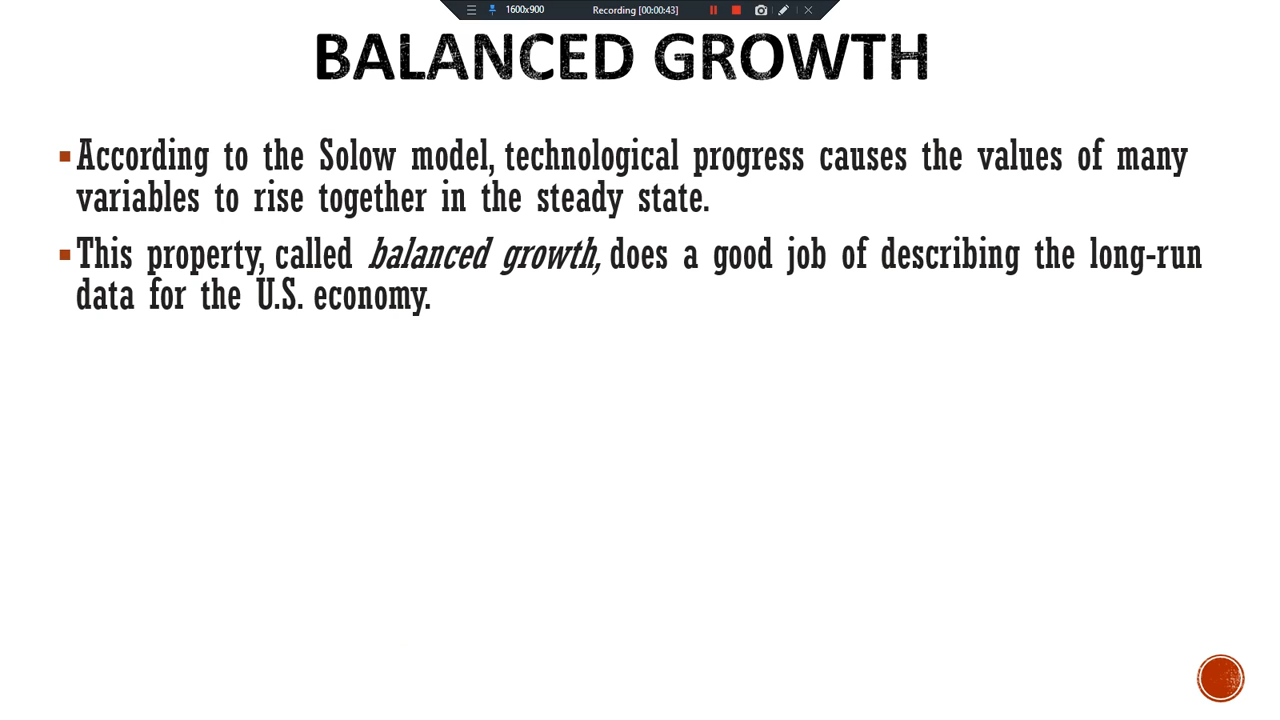 1600x900 Recording [00:00:43]
BALANCED GROWTH
According to the Solow model, technological progress causes the values of many
variables to rise together in the steady state.
This property, called balanced growth, does a good job of describing the long-run
data for the U.S. economy.